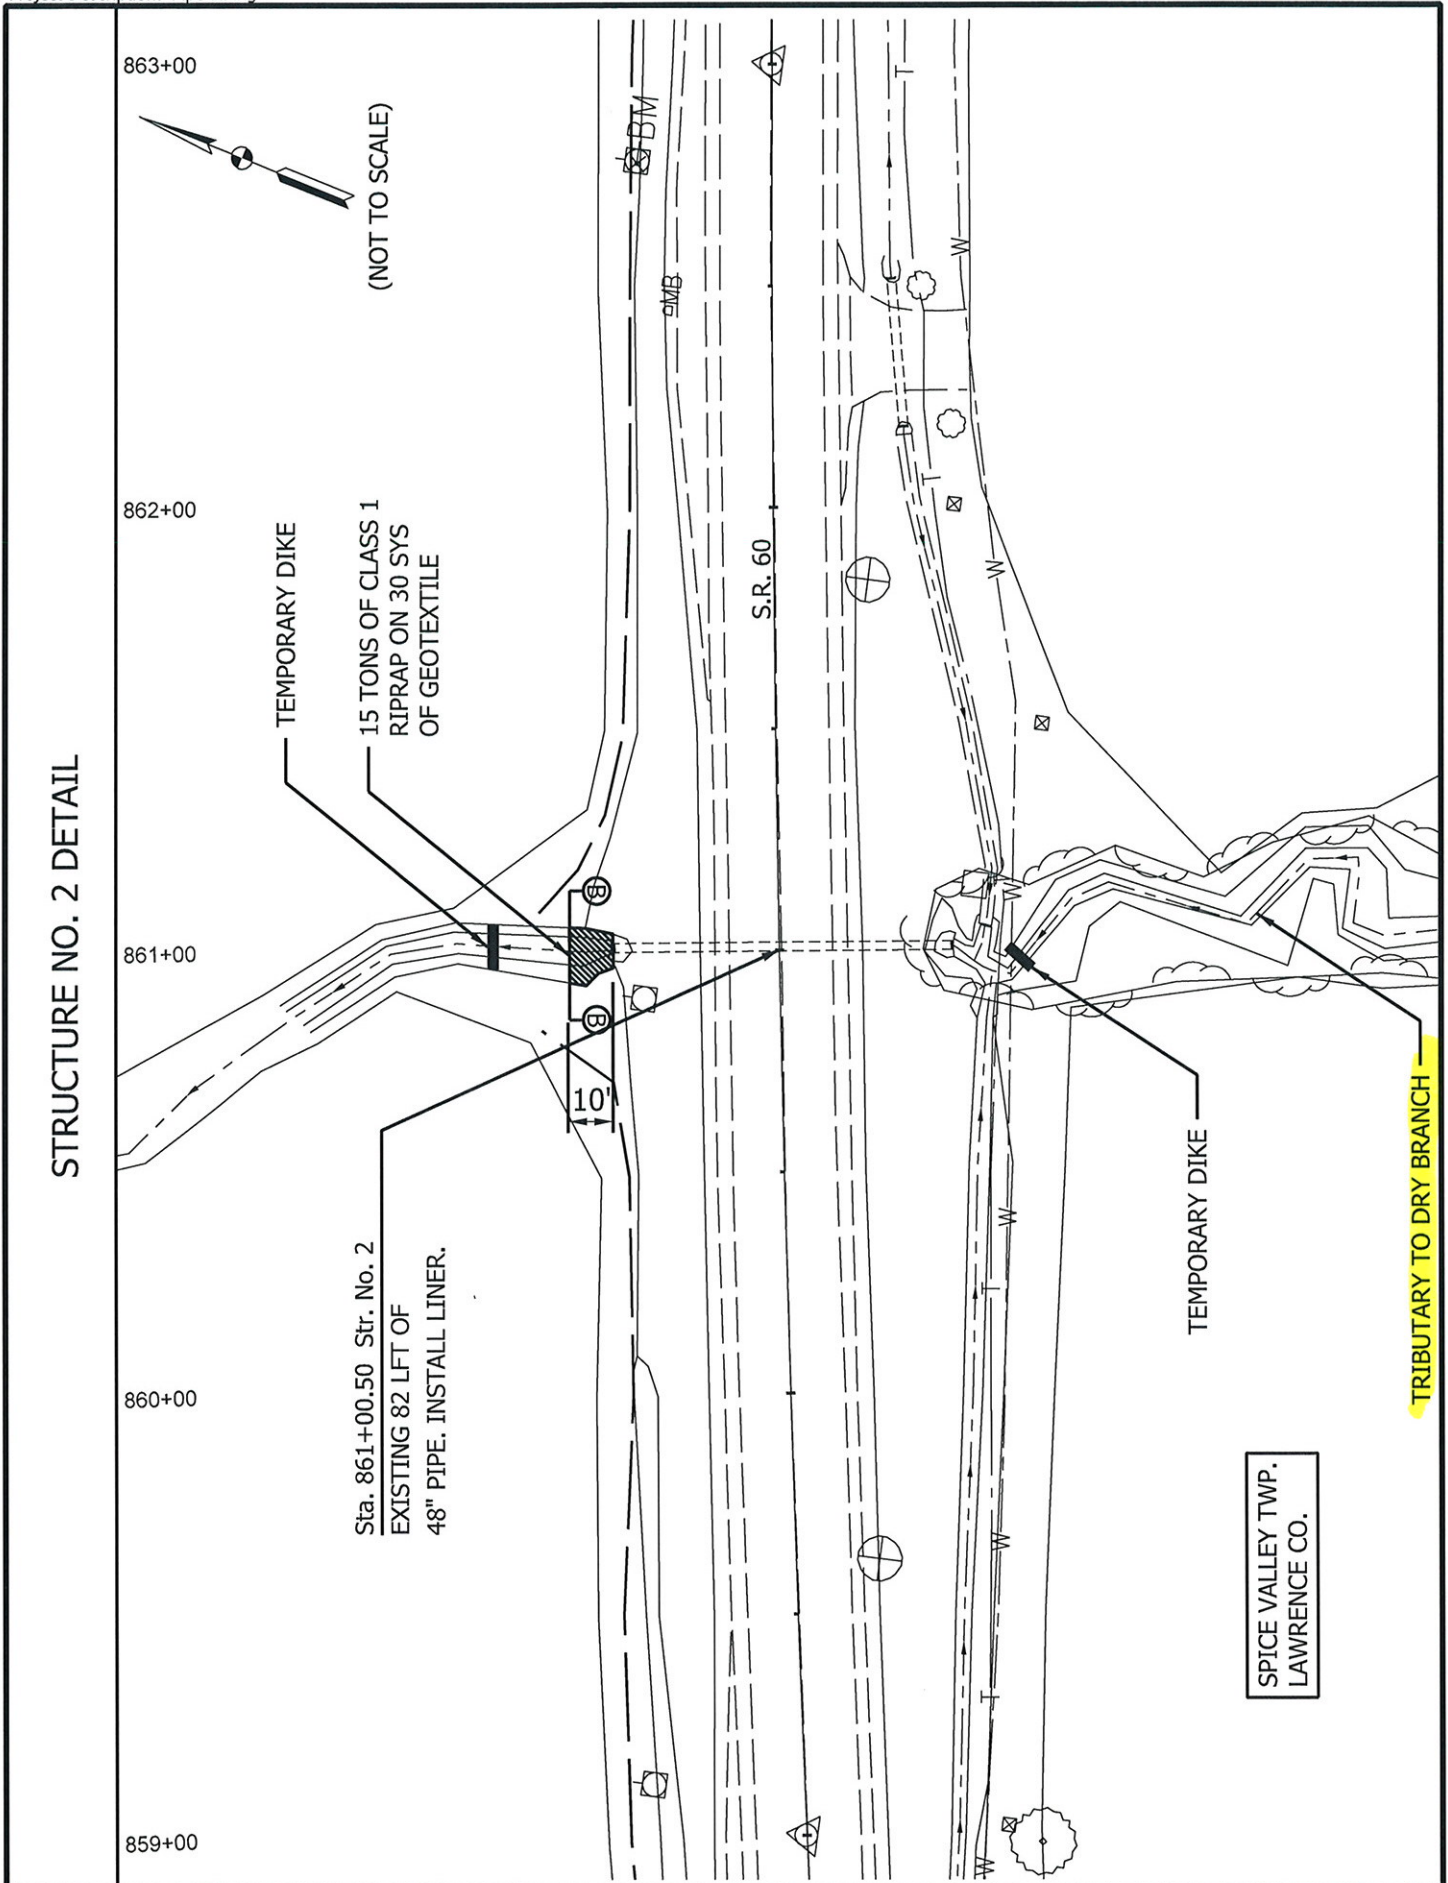 STRUCTURE NO. 2 DETAIL
863+00
862+00
861+00
860+00
859+00
(NOT TO SCALE)
TEMPORARY DIKE
15 TONS OF CLASS 1
RIPRAP ON 30 SYS
OF GEOTEXTILE
Sta. 861+00.50 Str. No. 2
EXISTING 82 LFT OF
48" PIPE. INSTALL LINER.
BM
MB
B
B
10'
S.R. 60
T
W
T
W
W
W
T
W
T
W
TEMPORARY DIKE
TRIBUTARY TO DRY BRANCH
SPICE VALLEY TWP.
LAWRENCE CO.